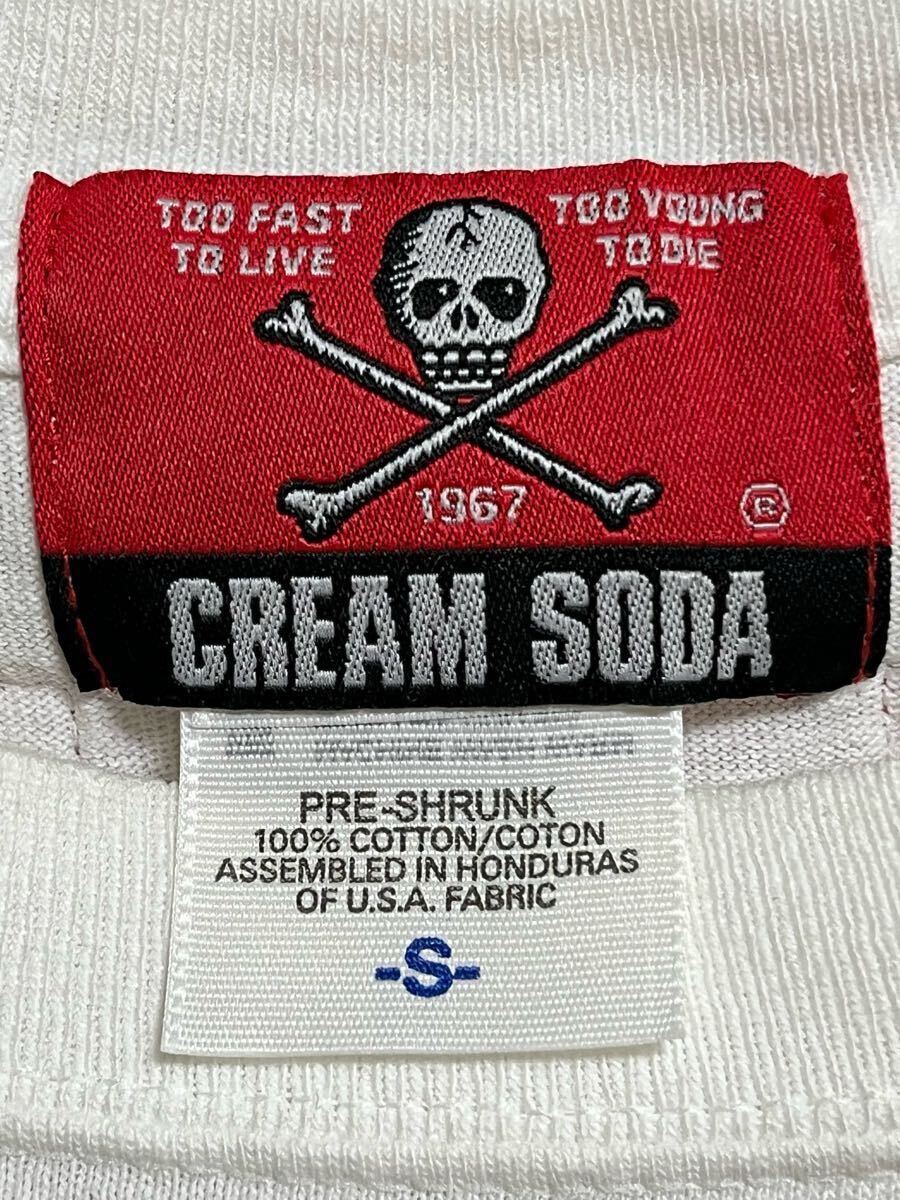 TOO FAST
TO LIVE
TOO YOUNG
TO DIE
1967
®
CREAM SODA
PRE-SHRUNK
100% COTTON/COTON
ASSEMBLED IN HONDURAS
OF U.S.A. FABRIC
-S-